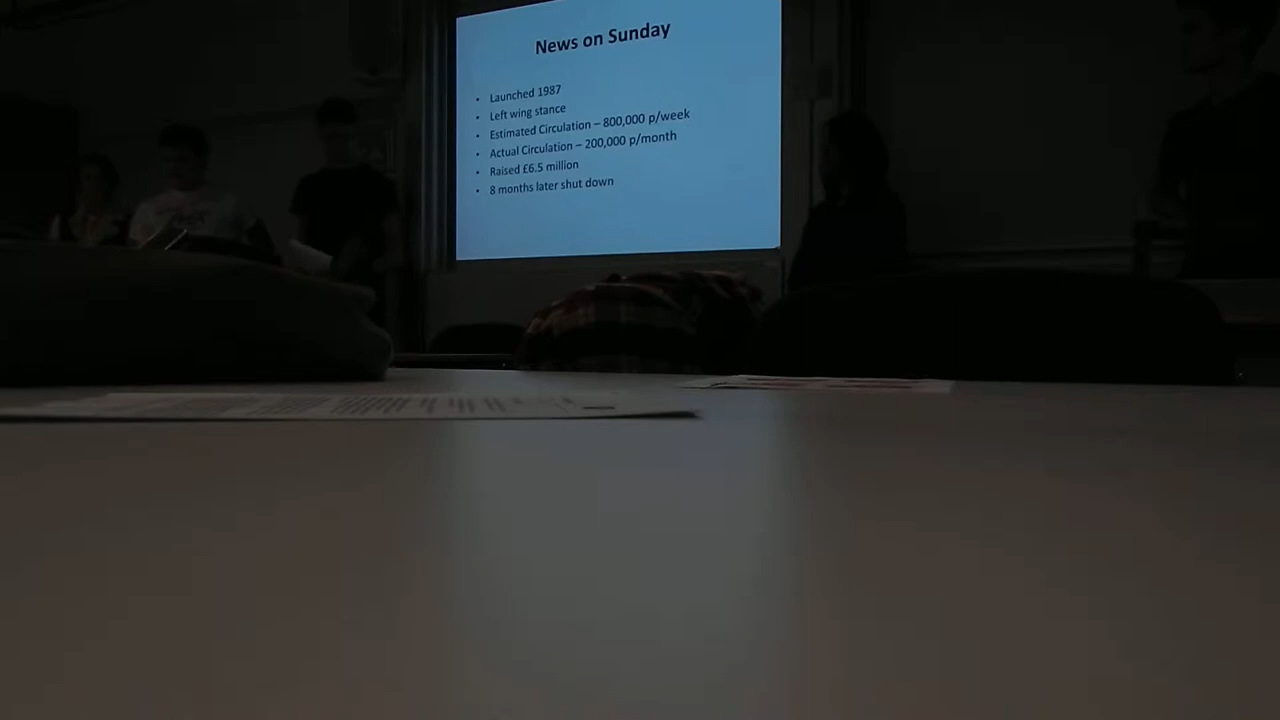 News on Sunday
• Launched 1987
• Left wing stance
• Estimated Circulation – 800,000 p/week
• Actual Circulation – 200,000 p/month
• Raised £6.5 million
• 8 months later shut down